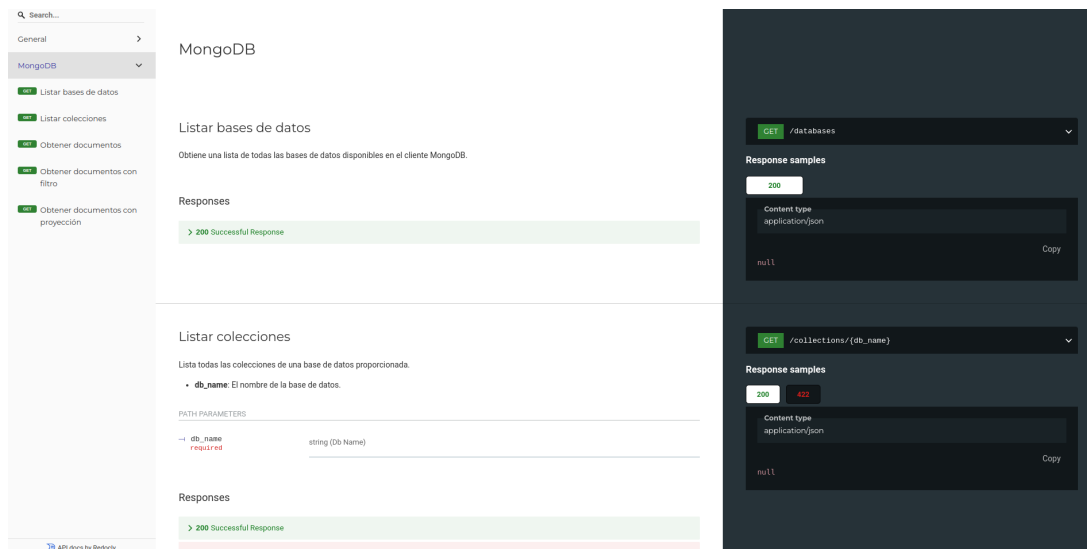 Search...
General
MongoDB
GET Listar bases de datos
GET Listar colecciones
GET Obtener documentos
GET Obtener documentos con
filtro
GET Obtener documentos con
proyección
API docs by Redocly
MongoDB
Listar bases de datos
Obtiene una lista de todas las bases de datos disponibles en el cliente MongoDB.
Responses
200 Successful Response
GET /databases
Response samples
200
Content type
application/json
Copy
null
Listar colecciones
Lista todas las colecciones de una base de datos proporcionada.
• db_name: El nombre de la base de datos.
PATH PARAMETERS
db_name
required
string (Db Name)
Responses
200 Successful Response
GET /collections/{db_name}
Response samples
200 422
Content type
application/json
Copy
null